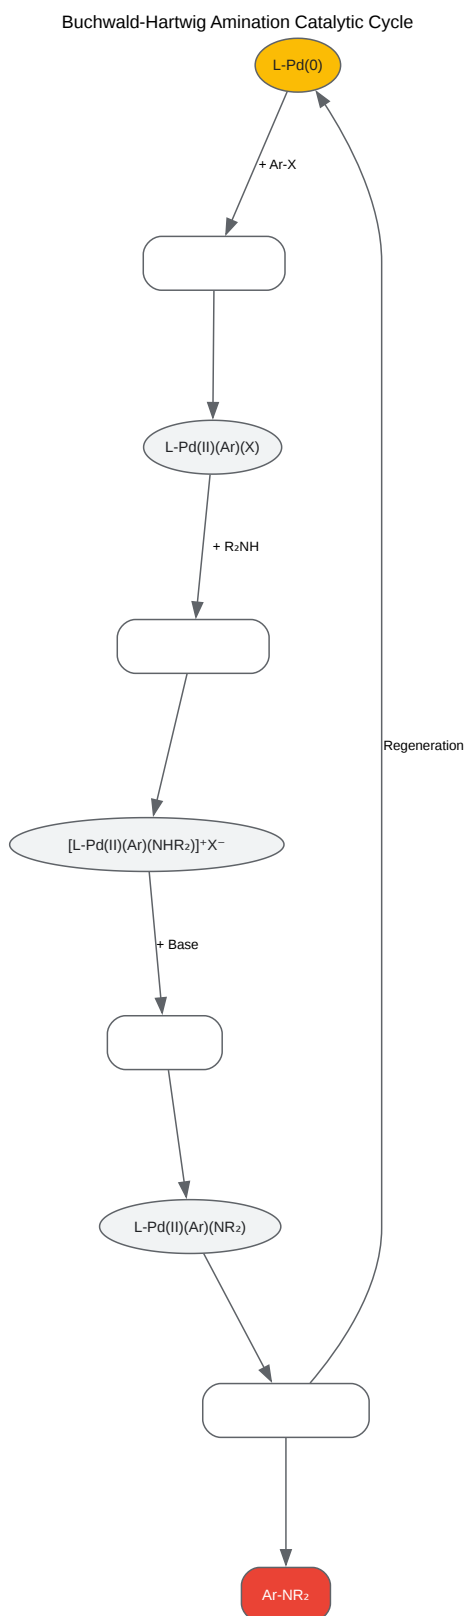 Buchwald-Hartwig Amination Catalytic Cycle
L-Pd(0)
+ Ar-X
L-Pd(II)(Ar)(X)
+ R₂NH
Regeneration
[L-Pd(II)(Ar)(NHR₂)]⁺X⁻
+ Base
L-Pd(II)(Ar)(NR₂)
Ar-NR₂